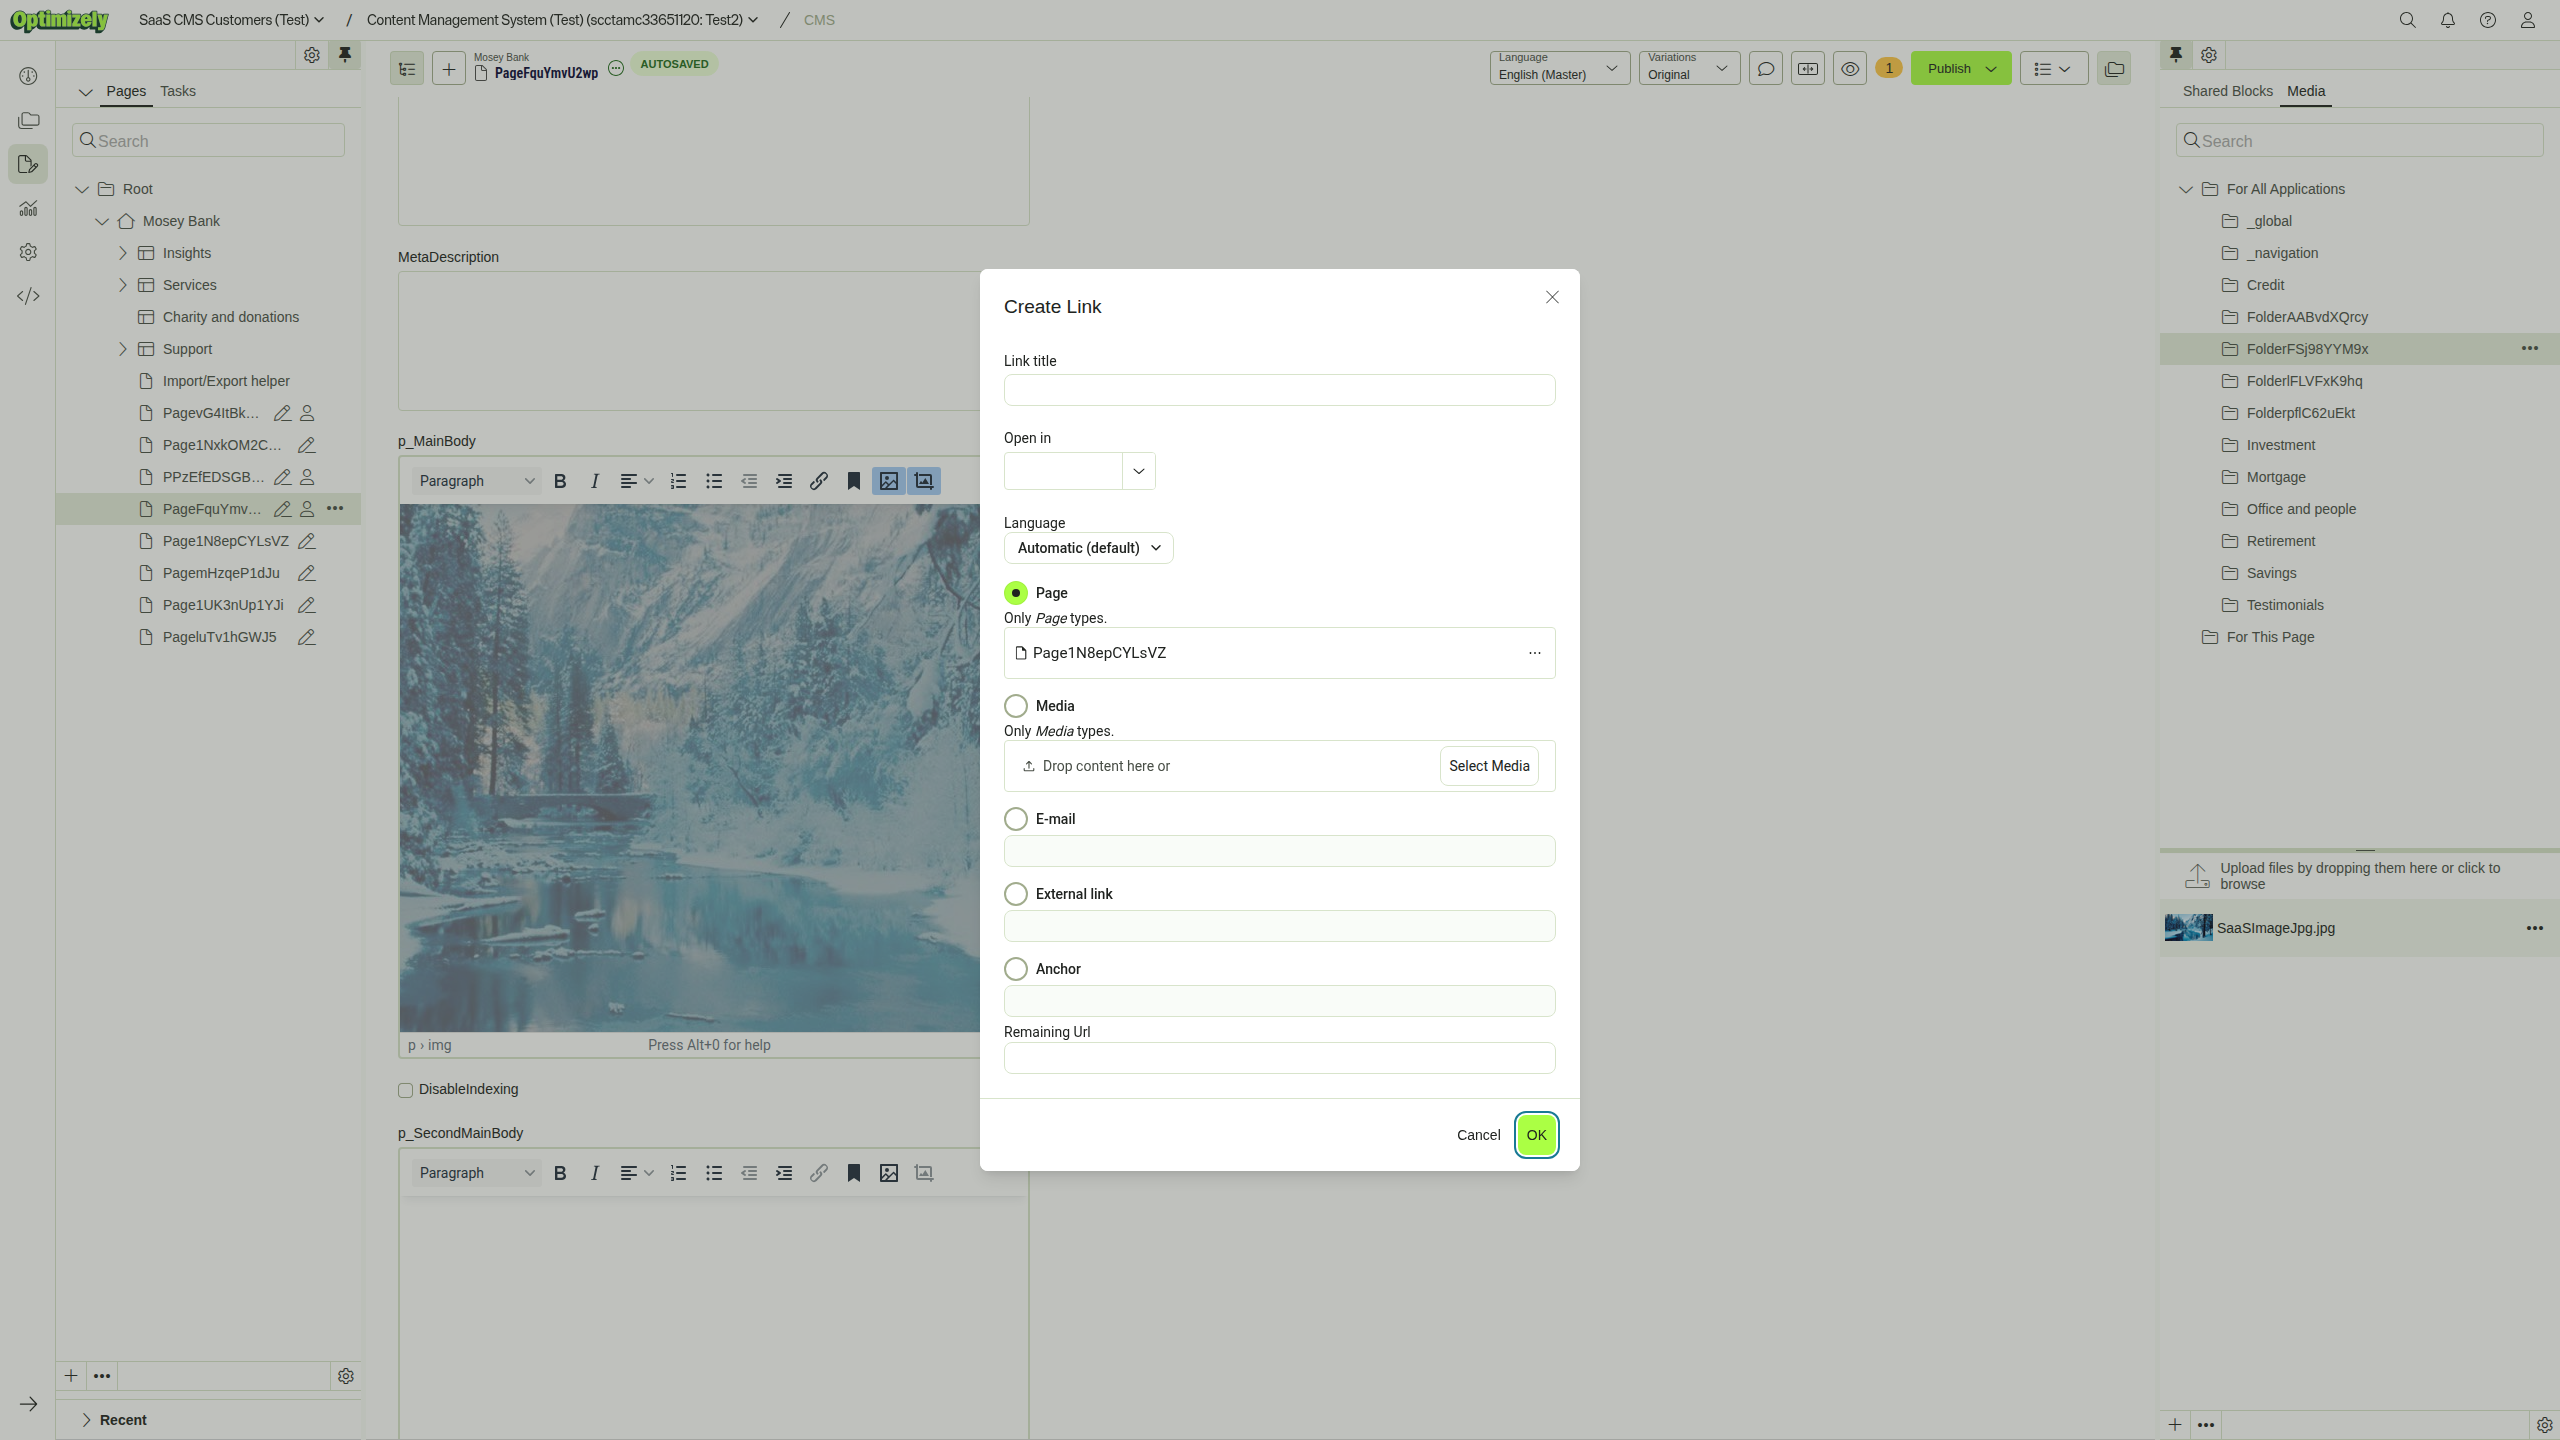 Optimizely
SaaS CMS Customers (Test)
/
Content Management System (Test) (scctamc33651120: Test2)
/
CMS
Pages
Tasks
Search
Root
Mosey Bank
Insights
Services
Charity and donations
Support
Import/Export helper
PagevG4ItBk...
Page1NxkOM2C...
PPzEfEDSGB...
PageFquYmv...
Page1N8epCYLsVZ
PagemHzqeP1dJu
Page1UK3nUp1YJi
PageluTv1hGWJ5
Recent
Mosey Bank
PageFquYmvU2wp
AUTOSAVED
Language
English (Master)
Variations
Original
1
Publish
MetaDescription
p_MainBody
Paragraph
p › img
Press Alt+0 for help
DisableIndexing
p_SecondMainBody
Paragraph
Create Link
Link title
Open in
Language
Automatic (default)
Page
Only Page types.
Page1N8epCYLsVZ
Media
Only Media types.
Drop content here or
Select Media
E-mail
External link
Anchor
Remaining Url
Cancel
OK
Shared Blocks
Media
Search
For All Applications
_global
_navigation
Credit
FolderAABvdXQrcy
FolderFSj98YYM9x
FolderlFLVFxK9hq
FolderpflC62uEkt
Investment
Mortgage
Office and people
Retirement
Savings
Testimonials
For This Page
Upload files by dropping them here or click to
browse
SaaSImageJpg.jpg